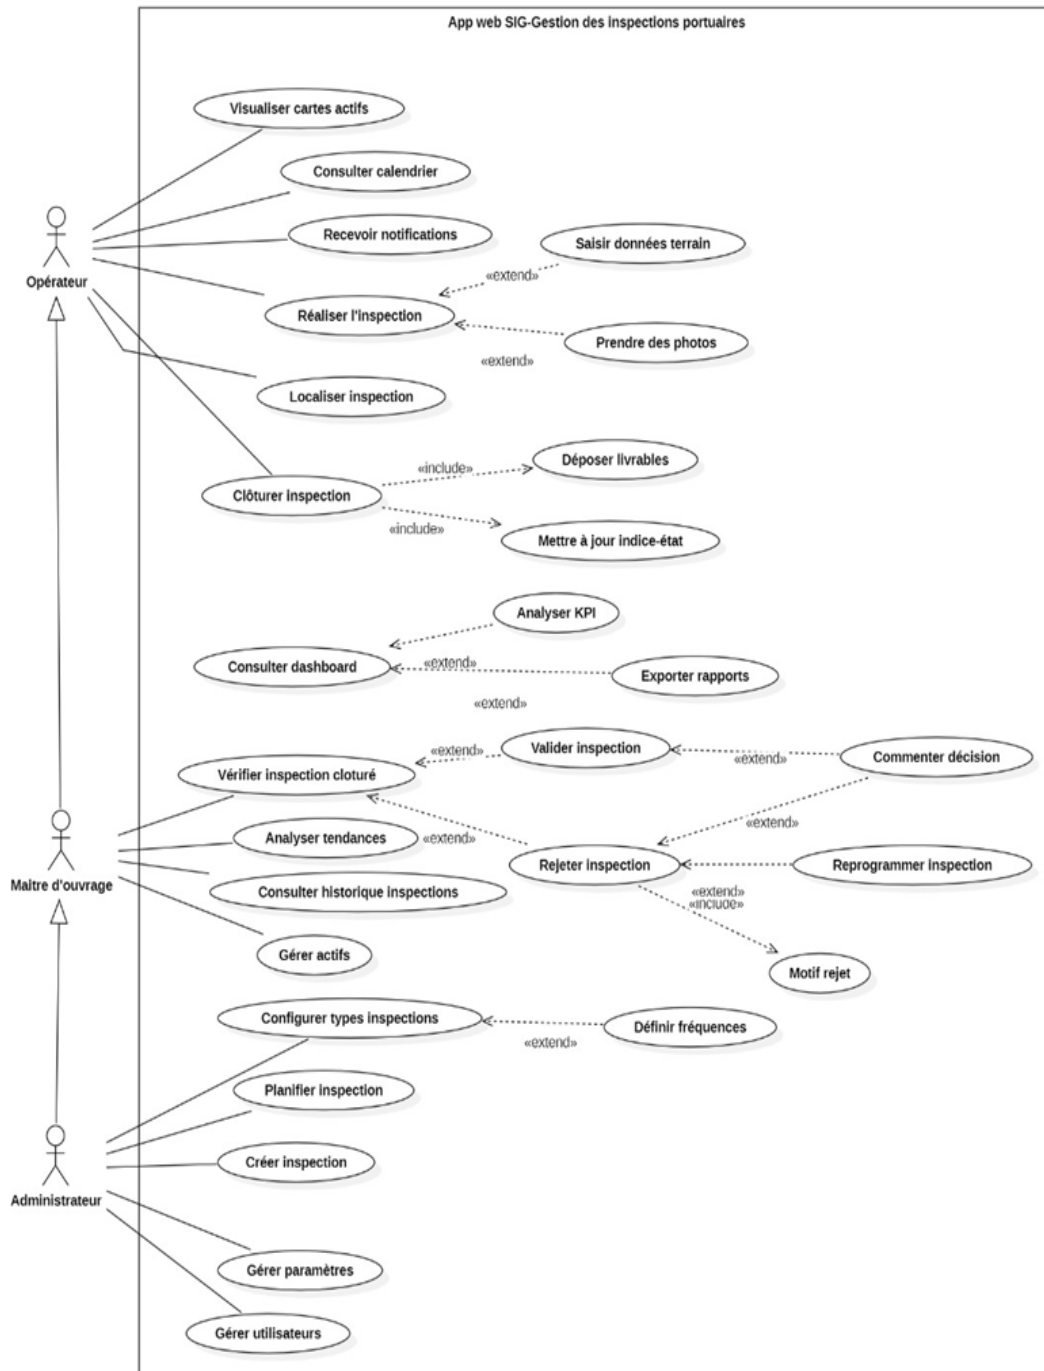 App web SIG-Gestion des inspections portuaires
Visualiser cartes actifs
Consulter calendrier
Recevoir notifications
Saisir données terrain
«extend»
Opérateur
Réaliser l'inspection
Prendre des photos
«extend»
Localiser inspection
Déposer livrables
«include»
Clôturer inspection
«include»
Mettre à jour indice-état
Analyser KPI
Consulter dashboard
«extend»
Exporter rapports
«extend»
Valider inspection
«extend»
Commenter décision
«extend»
Vérifier inspection cloturé
«extend»
Analyser tendances
«extend»
Rejeter inspection
Reprogrammer inspection
Maître d'ouvrage
Consulter historique inspections
«extend»
«include»
Gérer actifs
Motif rejet
Configurer types inspections
Définir fréquences
«extend»
Planifier inspection
Créer inspection
Administrateur
Gérer paramètres
Gérer utilisateurs